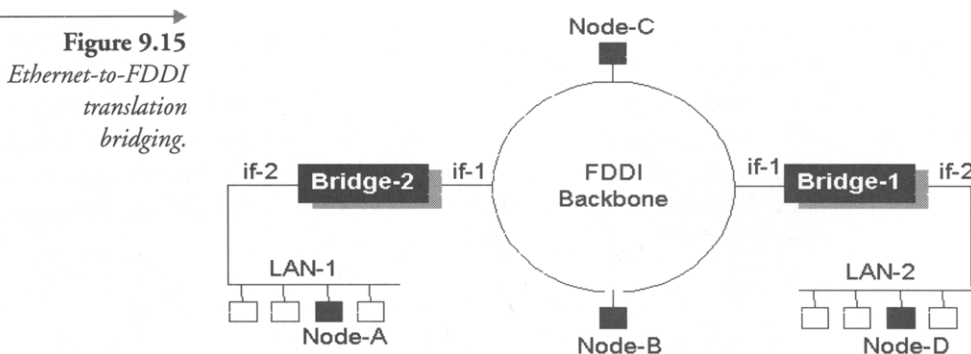 Figure 9.15
Ethernet-to-FDDI
translation
bridging.
Node-C
if-2
Bridge-2
if-1
FDDI
Backbone
if-1
Bridge-1
if-2
LAN-1
Node-A
Node-B
LAN-2
Node-D